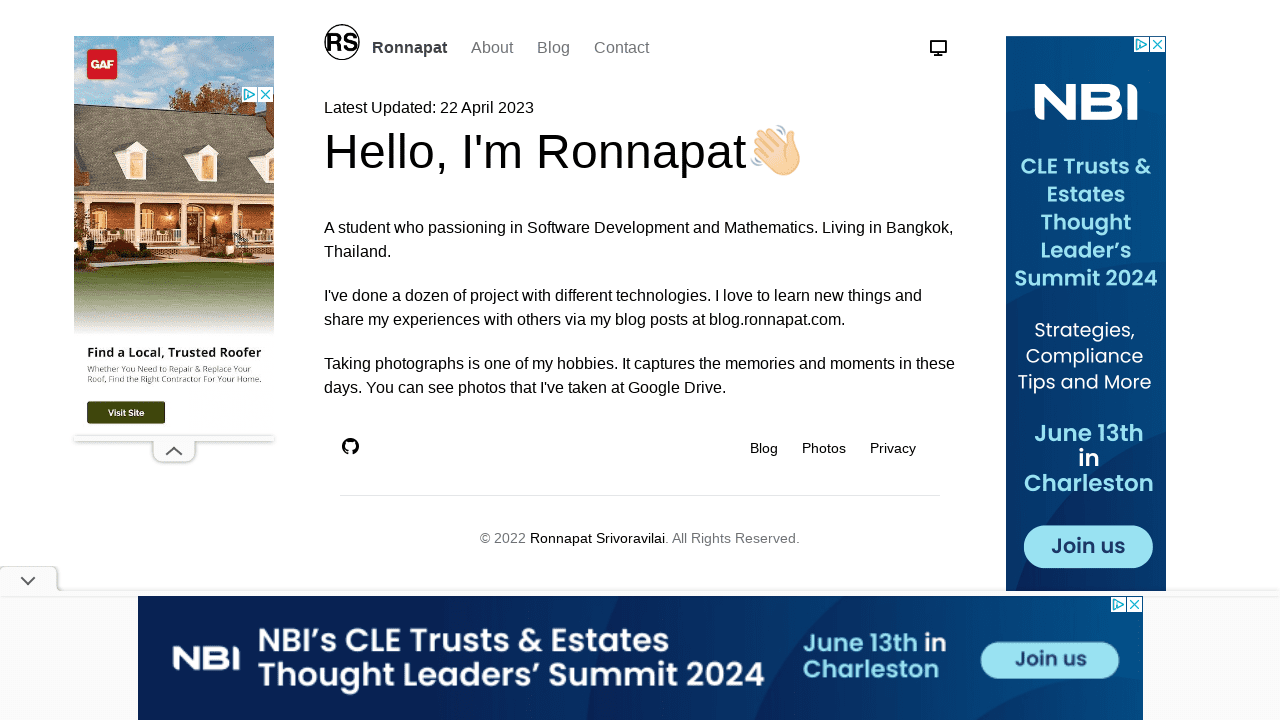 RS
Ronnapat About Blog Contact
Latest Updated: 22 April 2023
Hello, I'm Ronnapat👋🏼
A student who passioning in Software Development and Mathematics. Living in Bangkok,
Thailand.
I've done a dozen of project with different technologies. I love to learn new things and
share my experiences with others via my blog posts at blog.ronnapat.com.
Taking photographs is one of my hobbies. It captures the memories and moments in these
days. You can see photos that I've taken at Google Drive.
Blog Photos Privacy
© 2022 Ronnapat Srivoravilai. All Rights Reserved.
GAF
Find a Local, Trusted Roofer
Whether You Need to Repair & Replace Your
Roof, Find the Right Contractor For Your Home.
Visit Site
NBI
CLE Trusts &
Estates
Thought
Leader’s
Summit 2024
Strategies,
Compliance
Tips and More
June 13th
in
Charleston
Join us
NBI
NBI’s CLE Trusts & Estates
Thought Leaders’ Summit 2024
June 13th in
Charleston
Join us